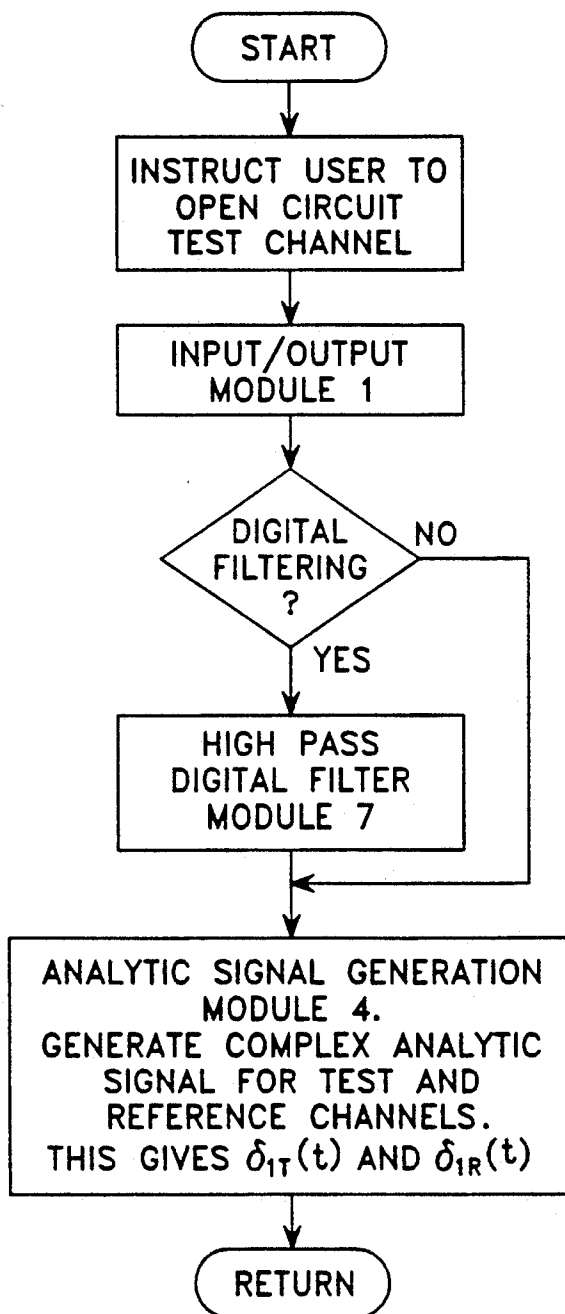 START
INSTRUCT USER TO
OPEN CIRCUIT
TEST CHANNEL
INPUT/OUTPUT
MODULE 1
DIGITAL
FILTERING
?
NO
YES
HIGH PASS
DIGITAL FILTER
MODULE 7
ANALYTIC SIGNAL GENERATION
MODULE 4.
GENERATE COMPLEX ANALYTIC
SIGNAL FOR TEST AND
REFERENCE CHANNELS.
THIS GIVES δ₁T(t) AND δ₁R(t)
RETURN